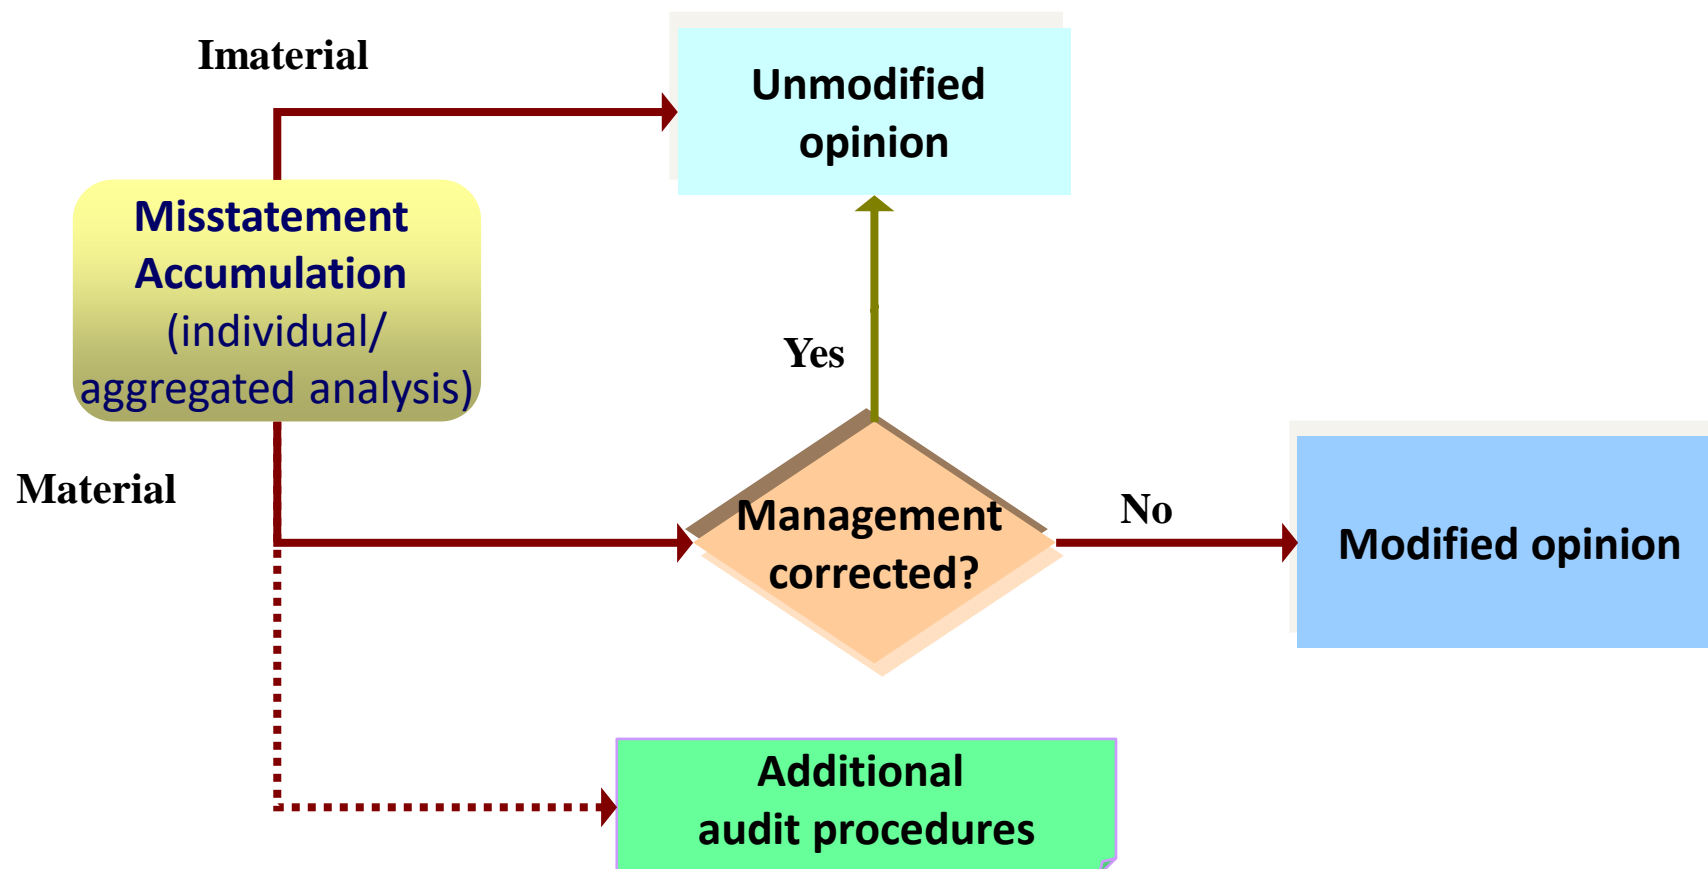 Imaterial
Unmodified
opinion
Misstatement
Accumulation
(individual/
aggregated analysis)
Yes
Material
Management
corrected?
No
Modified opinion
Additional
audit procedures